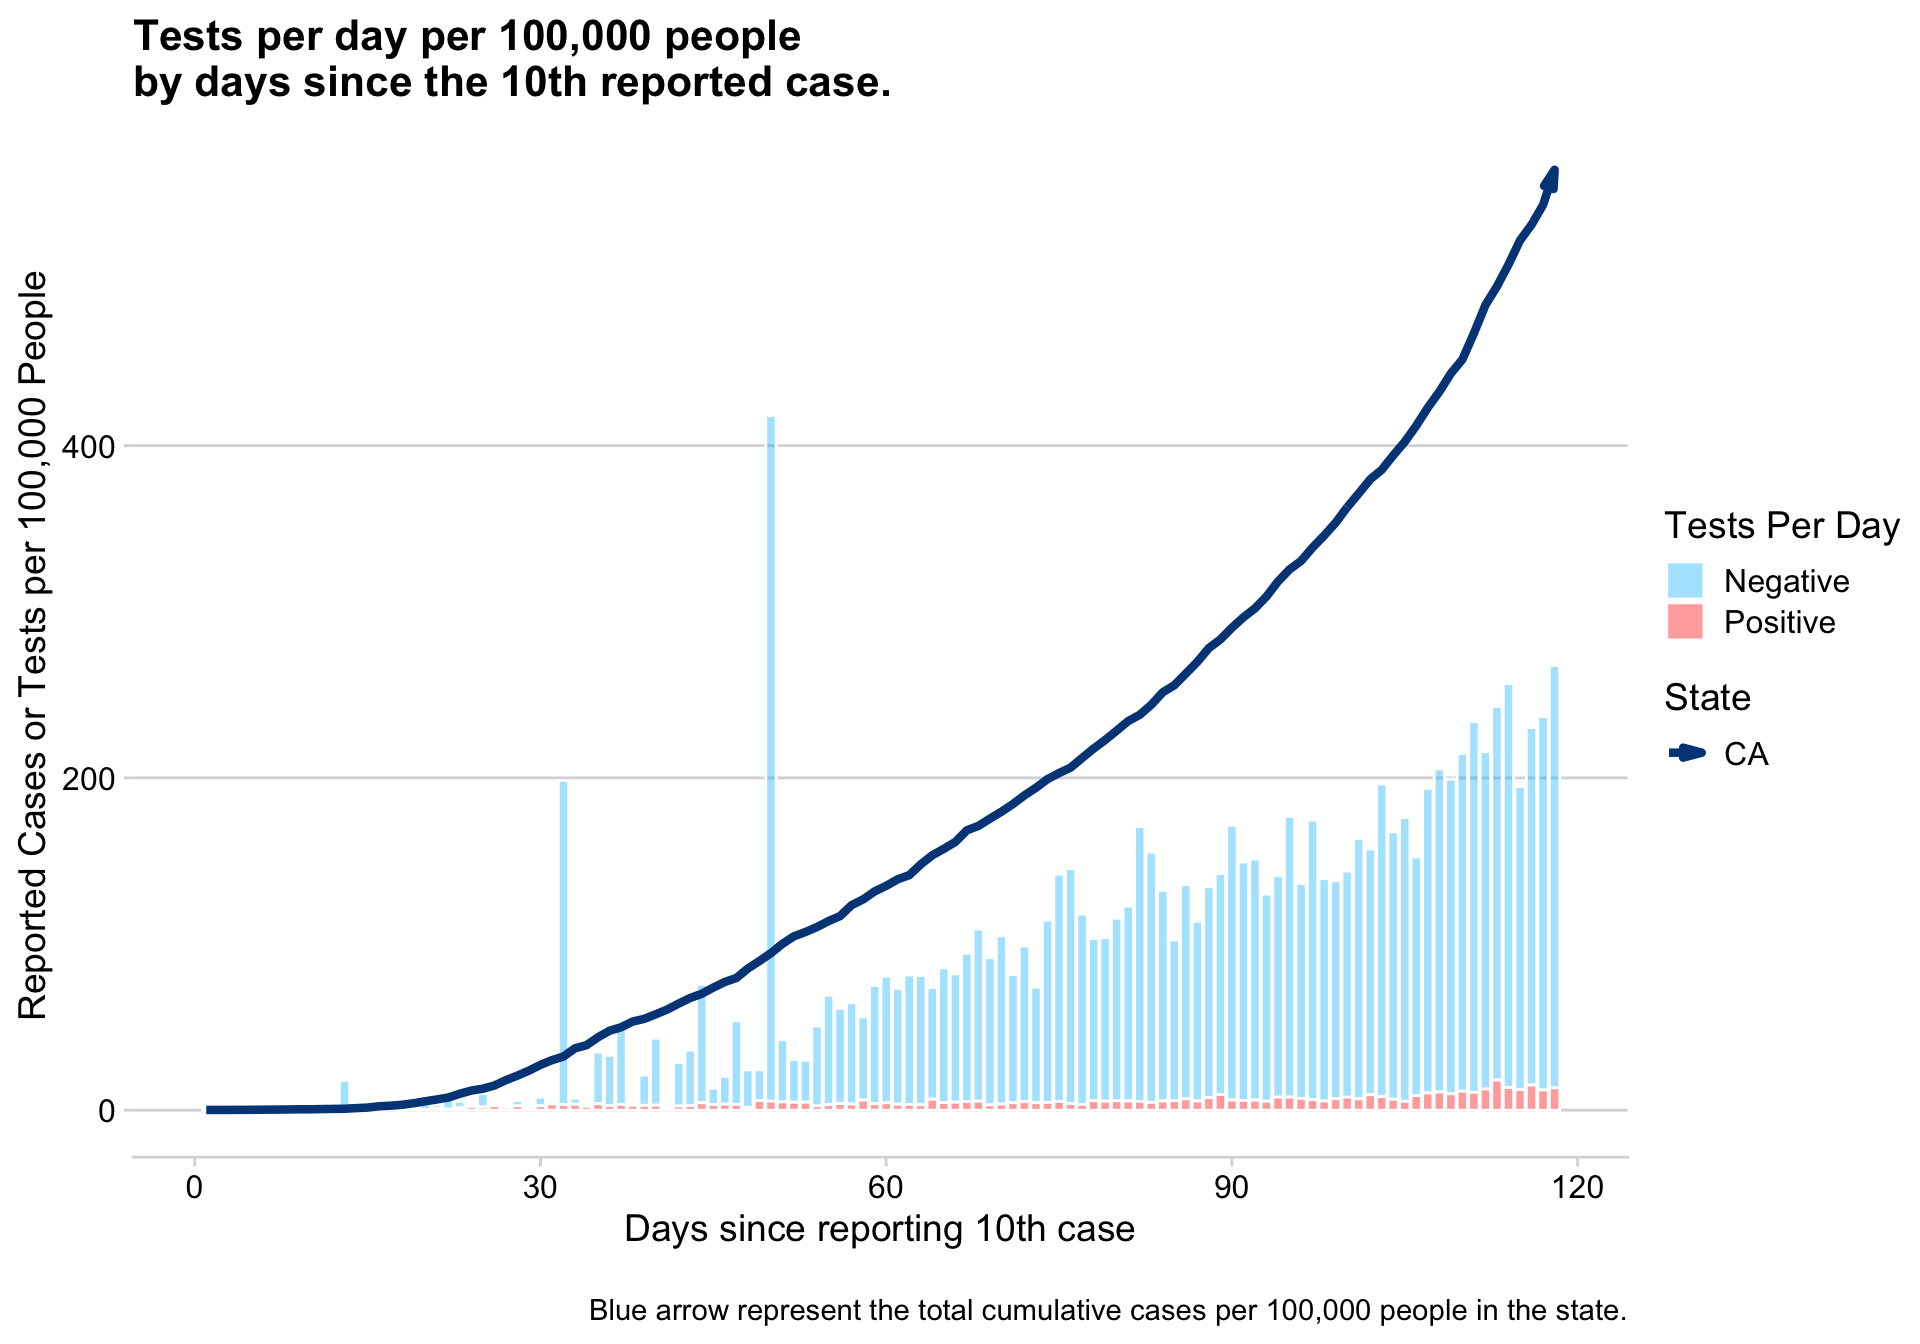 Tests per day per 100,000 people
by days since the 10th reported case.
Reported Cases or Tests per 100,000 People
400
200
0
0
30
60
90
120
Days since reporting 10th case
Tests Per Day
Negative
Positive
State
CA
Blue arrow represent the total cumulative cases per 100,000 people in the state.